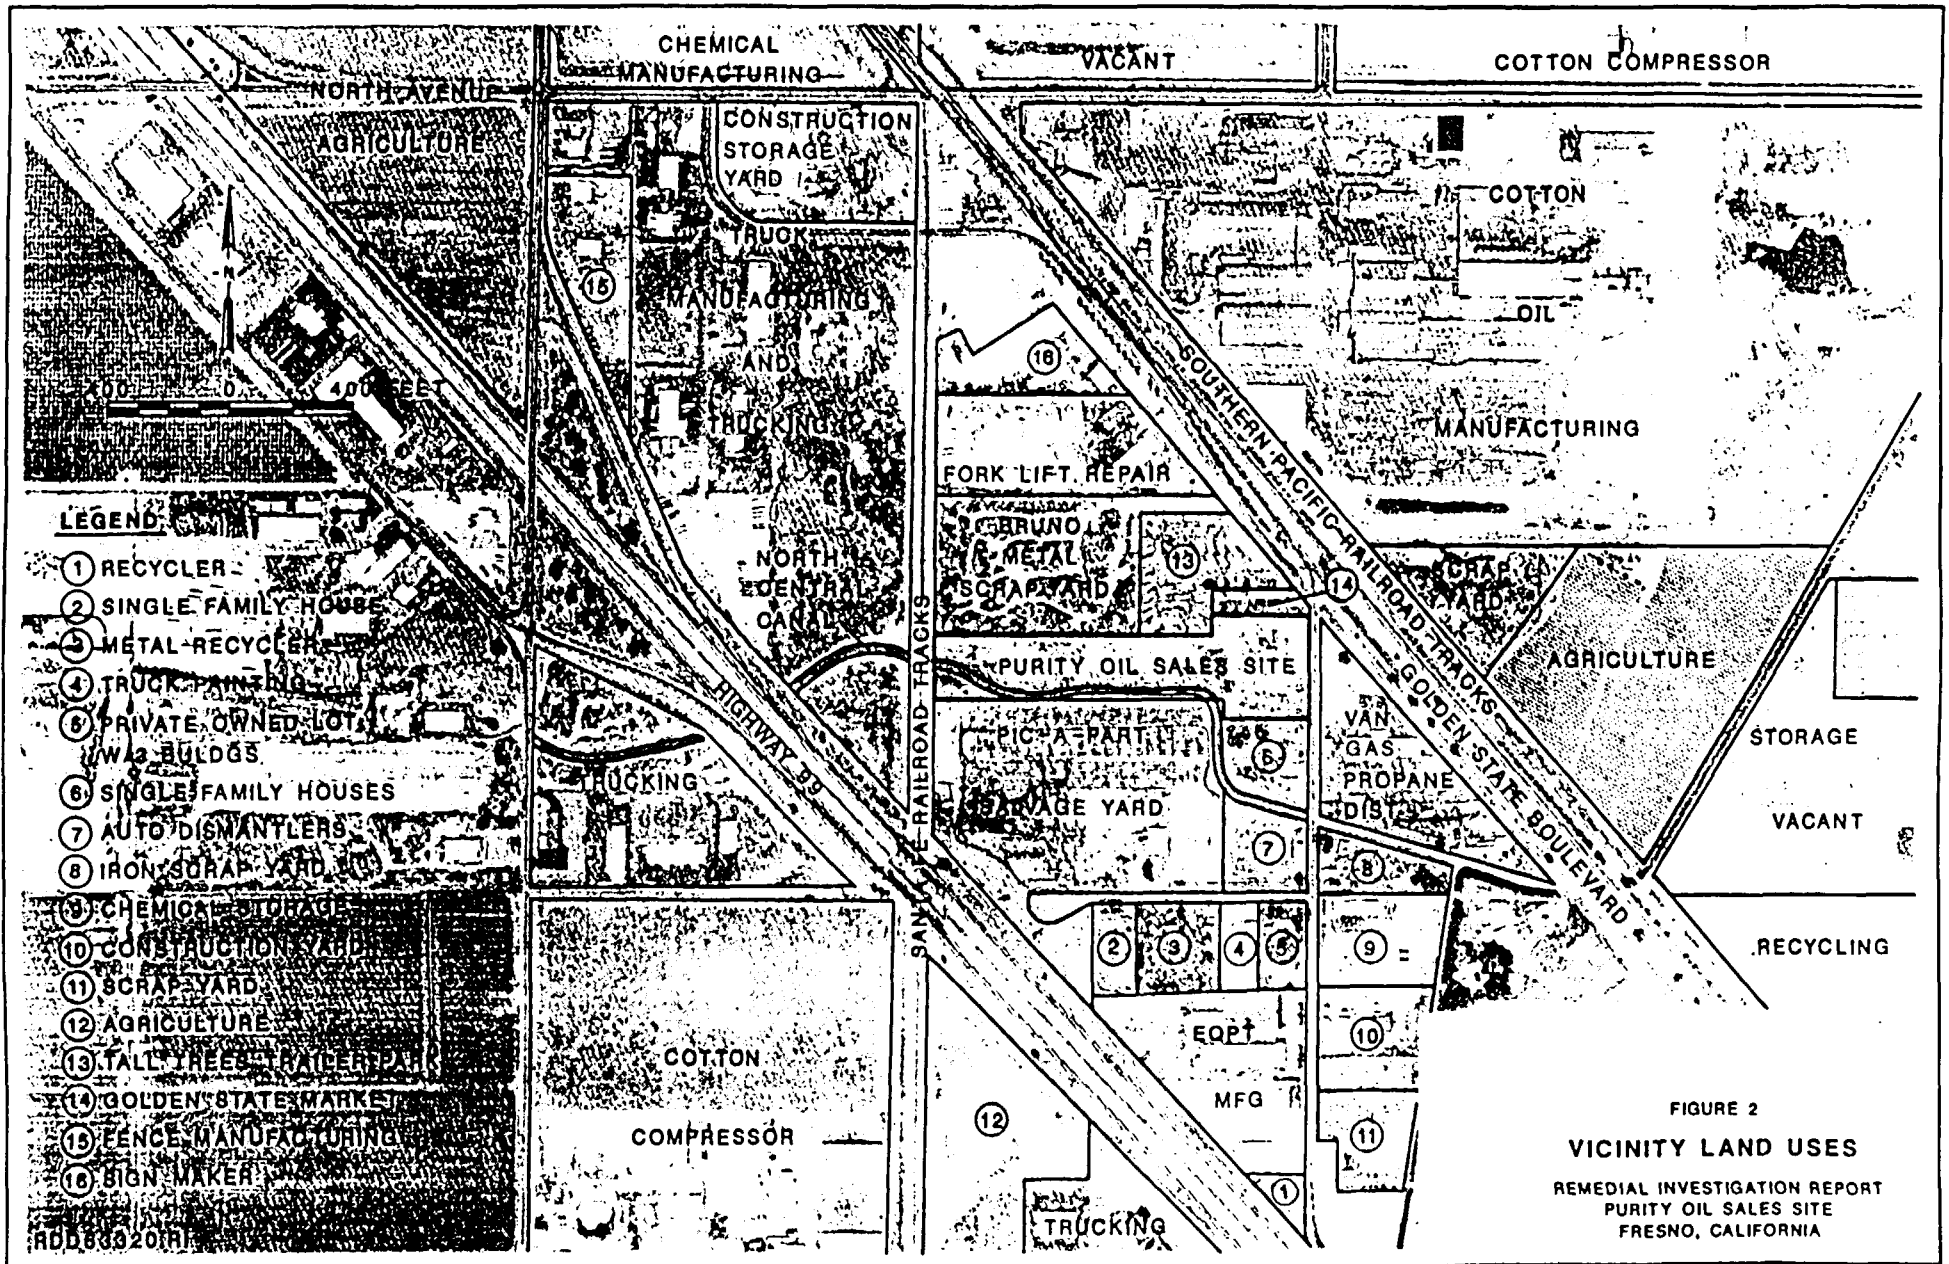 CHEMICAL
MANUFACTURING
VACANT
COTTON COMPRESSOR
NORTH AVENUE
AGRICULTURE
CONSTRUCTION
STORAGE
YARD
TRUCK
MANUFACTURING
AND
TRUCKING
15
N
400 0 400 FEET
16
COTTON
OIL
MANUFACTURING
SOUTHERN PACIFIC RAILROAD TRACKS
FORK LIFT REPAIR
BRUNO
METAL
SCRAP YARD
13
14
SCRAP
YARD
NORTH
CENTRAL
CANAL
PURITY OIL SALES SITE
AGRICULTURE
GOLDEN STATE BOULEVARD
HIGHWAY 99
SANTA FE RAILROAD TRACKS
TRUCKING
PIC-A-PART
SALVAGE YARD
6
7
VAN
GAS
PROPANE
DIST
8
STORAGE
VACANT
RECYCLING
2
3
4
5
9
COTTON
COMPRESSOR
EQPT
MFG
10
11
12
1
TRUCKING
LEGEND
1 RECYCLER
2 SINGLE FAMILY HOUSE
3 METAL RECYCLER
4 TRUCK PAINTING
5 PRIVATE OWNED LOT
W/3 BULDGS
6 SINGLE FAMILY HOUSES
7 AUTO DISMANTLERS
8 IRON SCRAP YARD
9 CHEMICAL STORAGE
10 CONSTRUCTION YARD
11 SCRAP YARD
12 AGRICULTURE
13 TALL TREES TRAILER PARK
14 GOLDEN STATE MARKET
15 FENCE MANUFACTURING
16 SIGN MAKER
FIGURE 2
VICINITY LAND USES
REMEDIAL INVESTIGATION REPORT
PURITY OIL SALES SITE
FRESNO, CALIFORNIA